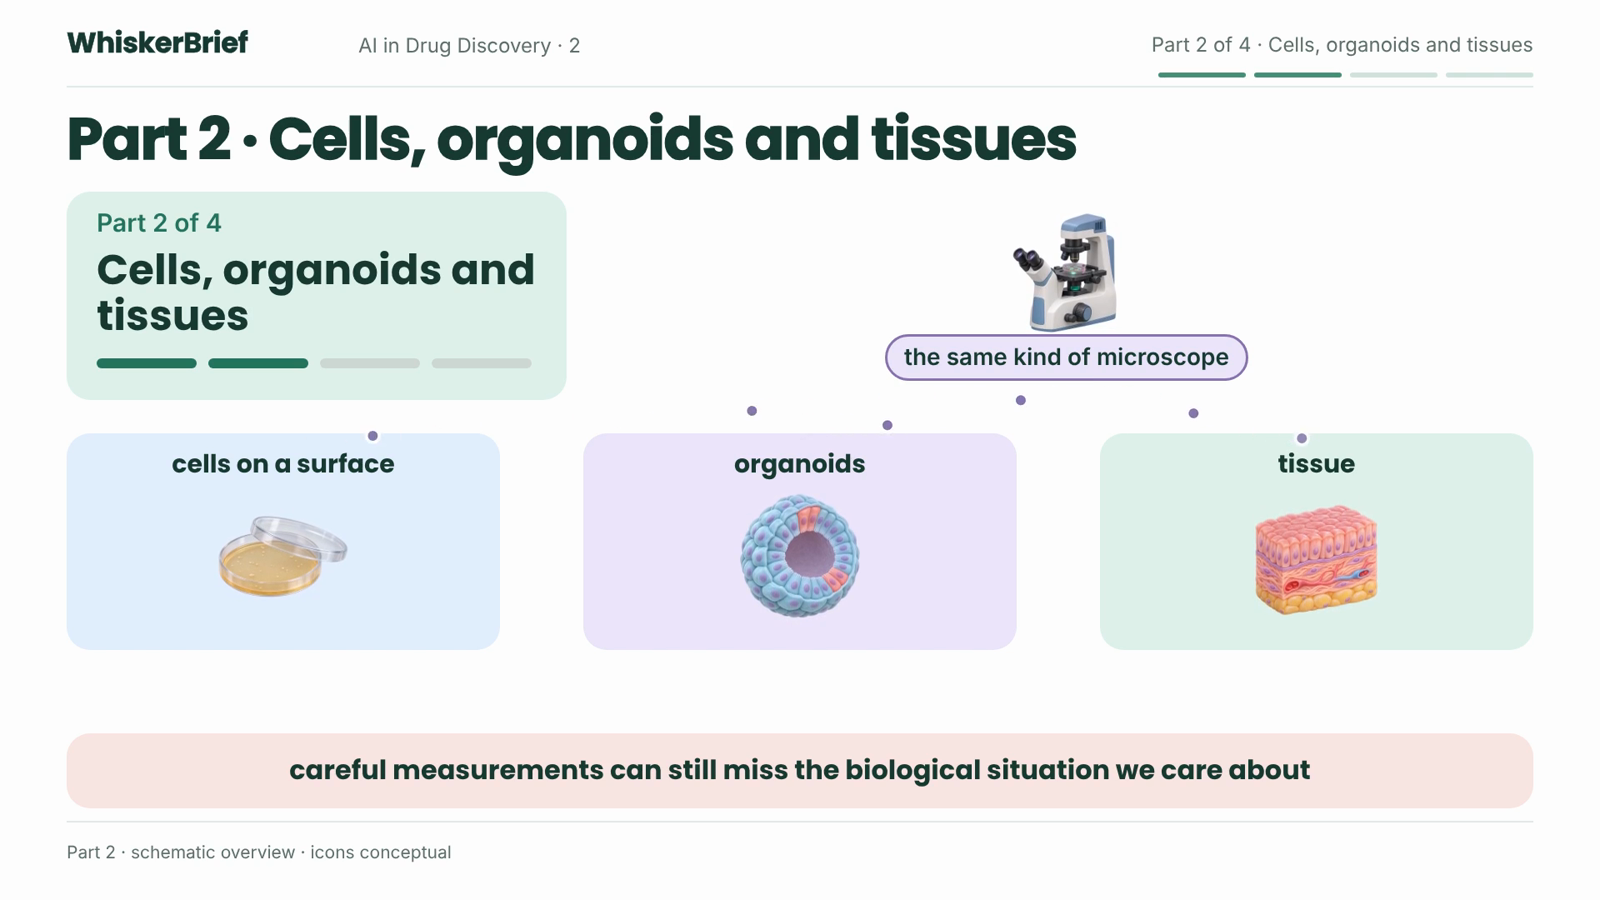 WhiskerBrief
AI in Drug Discovery · 2
Part 2 of 4 · Cells, organoids and tissues
Part 2 · Cells, organoids and tissues
Part 2 of 4
Cells, organoids and
tissues
the same kind of microscope
cells on a surface
organoids
tissue
careful measurements can still miss the biological situation we care about
Part 2 · schematic overview · icons conceptual